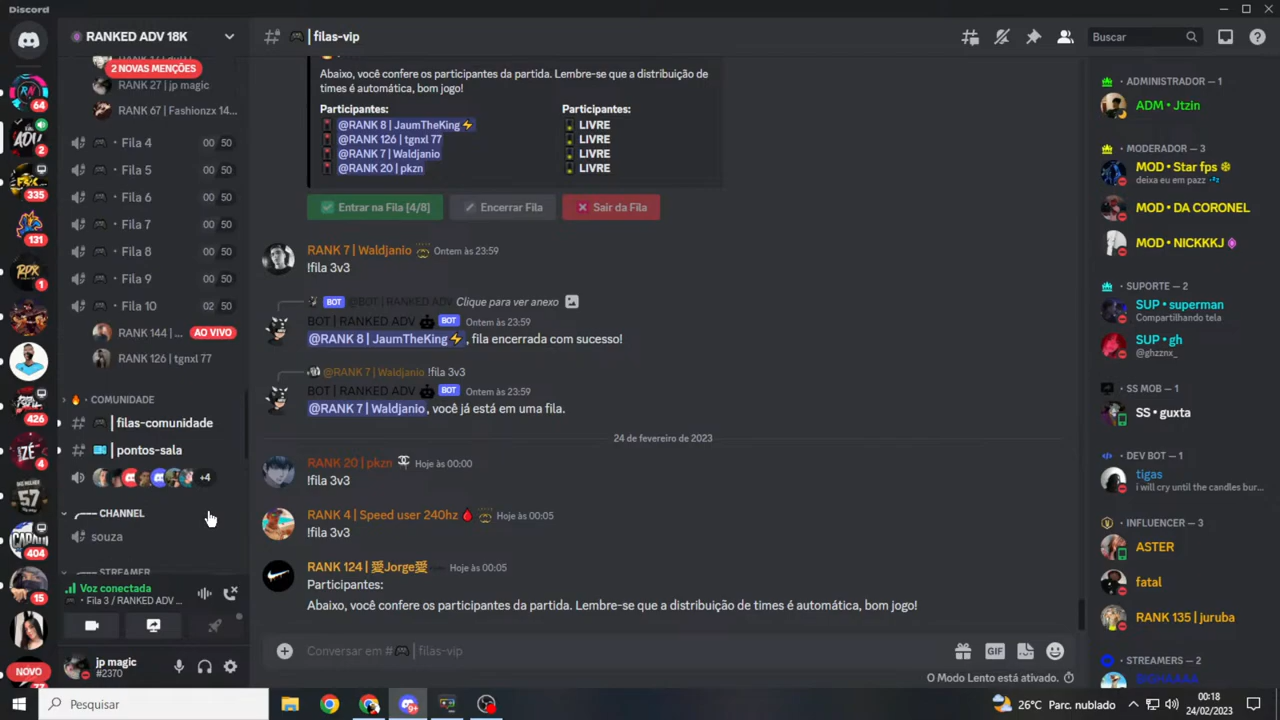 Discord
RANKED ADV 18K
filas-vip
Buscar
2 NOVAS MENÇÕES
RANK 27 | jp magic
RANK 67 | Fashionzx 14...
Fila 4
00 50
Fila 5
00 50
Fila 6
00 50
Fila 7
00 50
Fila 8
00 50
Fila 9
00 50
Fila 10
02 50
RANK 144 | ...
AO VIVO
RANK 126 | tgnxl 77
COMUNIDADE
filas-comunidade
pontos-sala
+4
CHANNEL
souza
STREAMER
Voz conectada
Fila 3 / RANKED ADV ...
jp magic
#2370
64
2
335
131
1
426
4
404
15
NOVO
Abaixo, você confere os participantes da partida. Lembre-se que a distribuição de
times é automática, bom jogo!
Participantes:
@RANK 8 | JaumTheKing⚡
@RANK 126 | tgnxl 77
@RANK 7 | Waldjanio
@RANK 20 | pkzn
Participantes:
LIVRE
LIVRE
LIVRE
LIVRE
Entrar na Fila [4/8]
Encerrar Fila
Sair da Fila
RANK 7 | Waldjanio Ontem às 23:59
!fila 3v3
BOT @BOT | RANKED ADV Clique para ver anexo
BOT | RANKED ADV BOT Ontem às 23:59
@RANK 8 | JaumTheKing⚡, fila encerrada com sucesso!
@RANK 7 | Waldjanio !fila 3v3
BOT | RANKED ADV BOT Ontem às 23:59
@RANK 7 | Waldjanio, você já está em uma fila.
24 de fevereiro de 2023
RANK 20 | pkzn Hoje às 00:00
!fila 3v3
RANK 4 | Speed user 240hz Hoje às 00:05
!fila 3v3
RANK 124 | 愛Jorge愛 Hoje às 00:05
Participantes:
Abaixo, você confere os participantes da partida. Lembre-se que a distribuição de times é automática, bom jogo!
Conversar em # | filas-vip
GIF
O Modo Lento está ativado.
ADMINISTRADOR — 1
ADM • Jtzin
MODERADOR — 3
MOD • Star fps
deixa eu em pazz
MOD • DA CORONEL
MOD • NICKKKJ
SUPORTE — 2
SUP • superman
Compartilhando tela
SUP • gh
@ghzznx_
SS MOB — 1
SS • guxta
DEV BOT — 1
tigas
i will cry until the candles bur...
INFLUENCER — 3
ASTER
fatal
RANK 135 | juruba
STREAMERS — 2
Pesquisar
9+
26°C Parc. nublado
00:18
24/02/2023